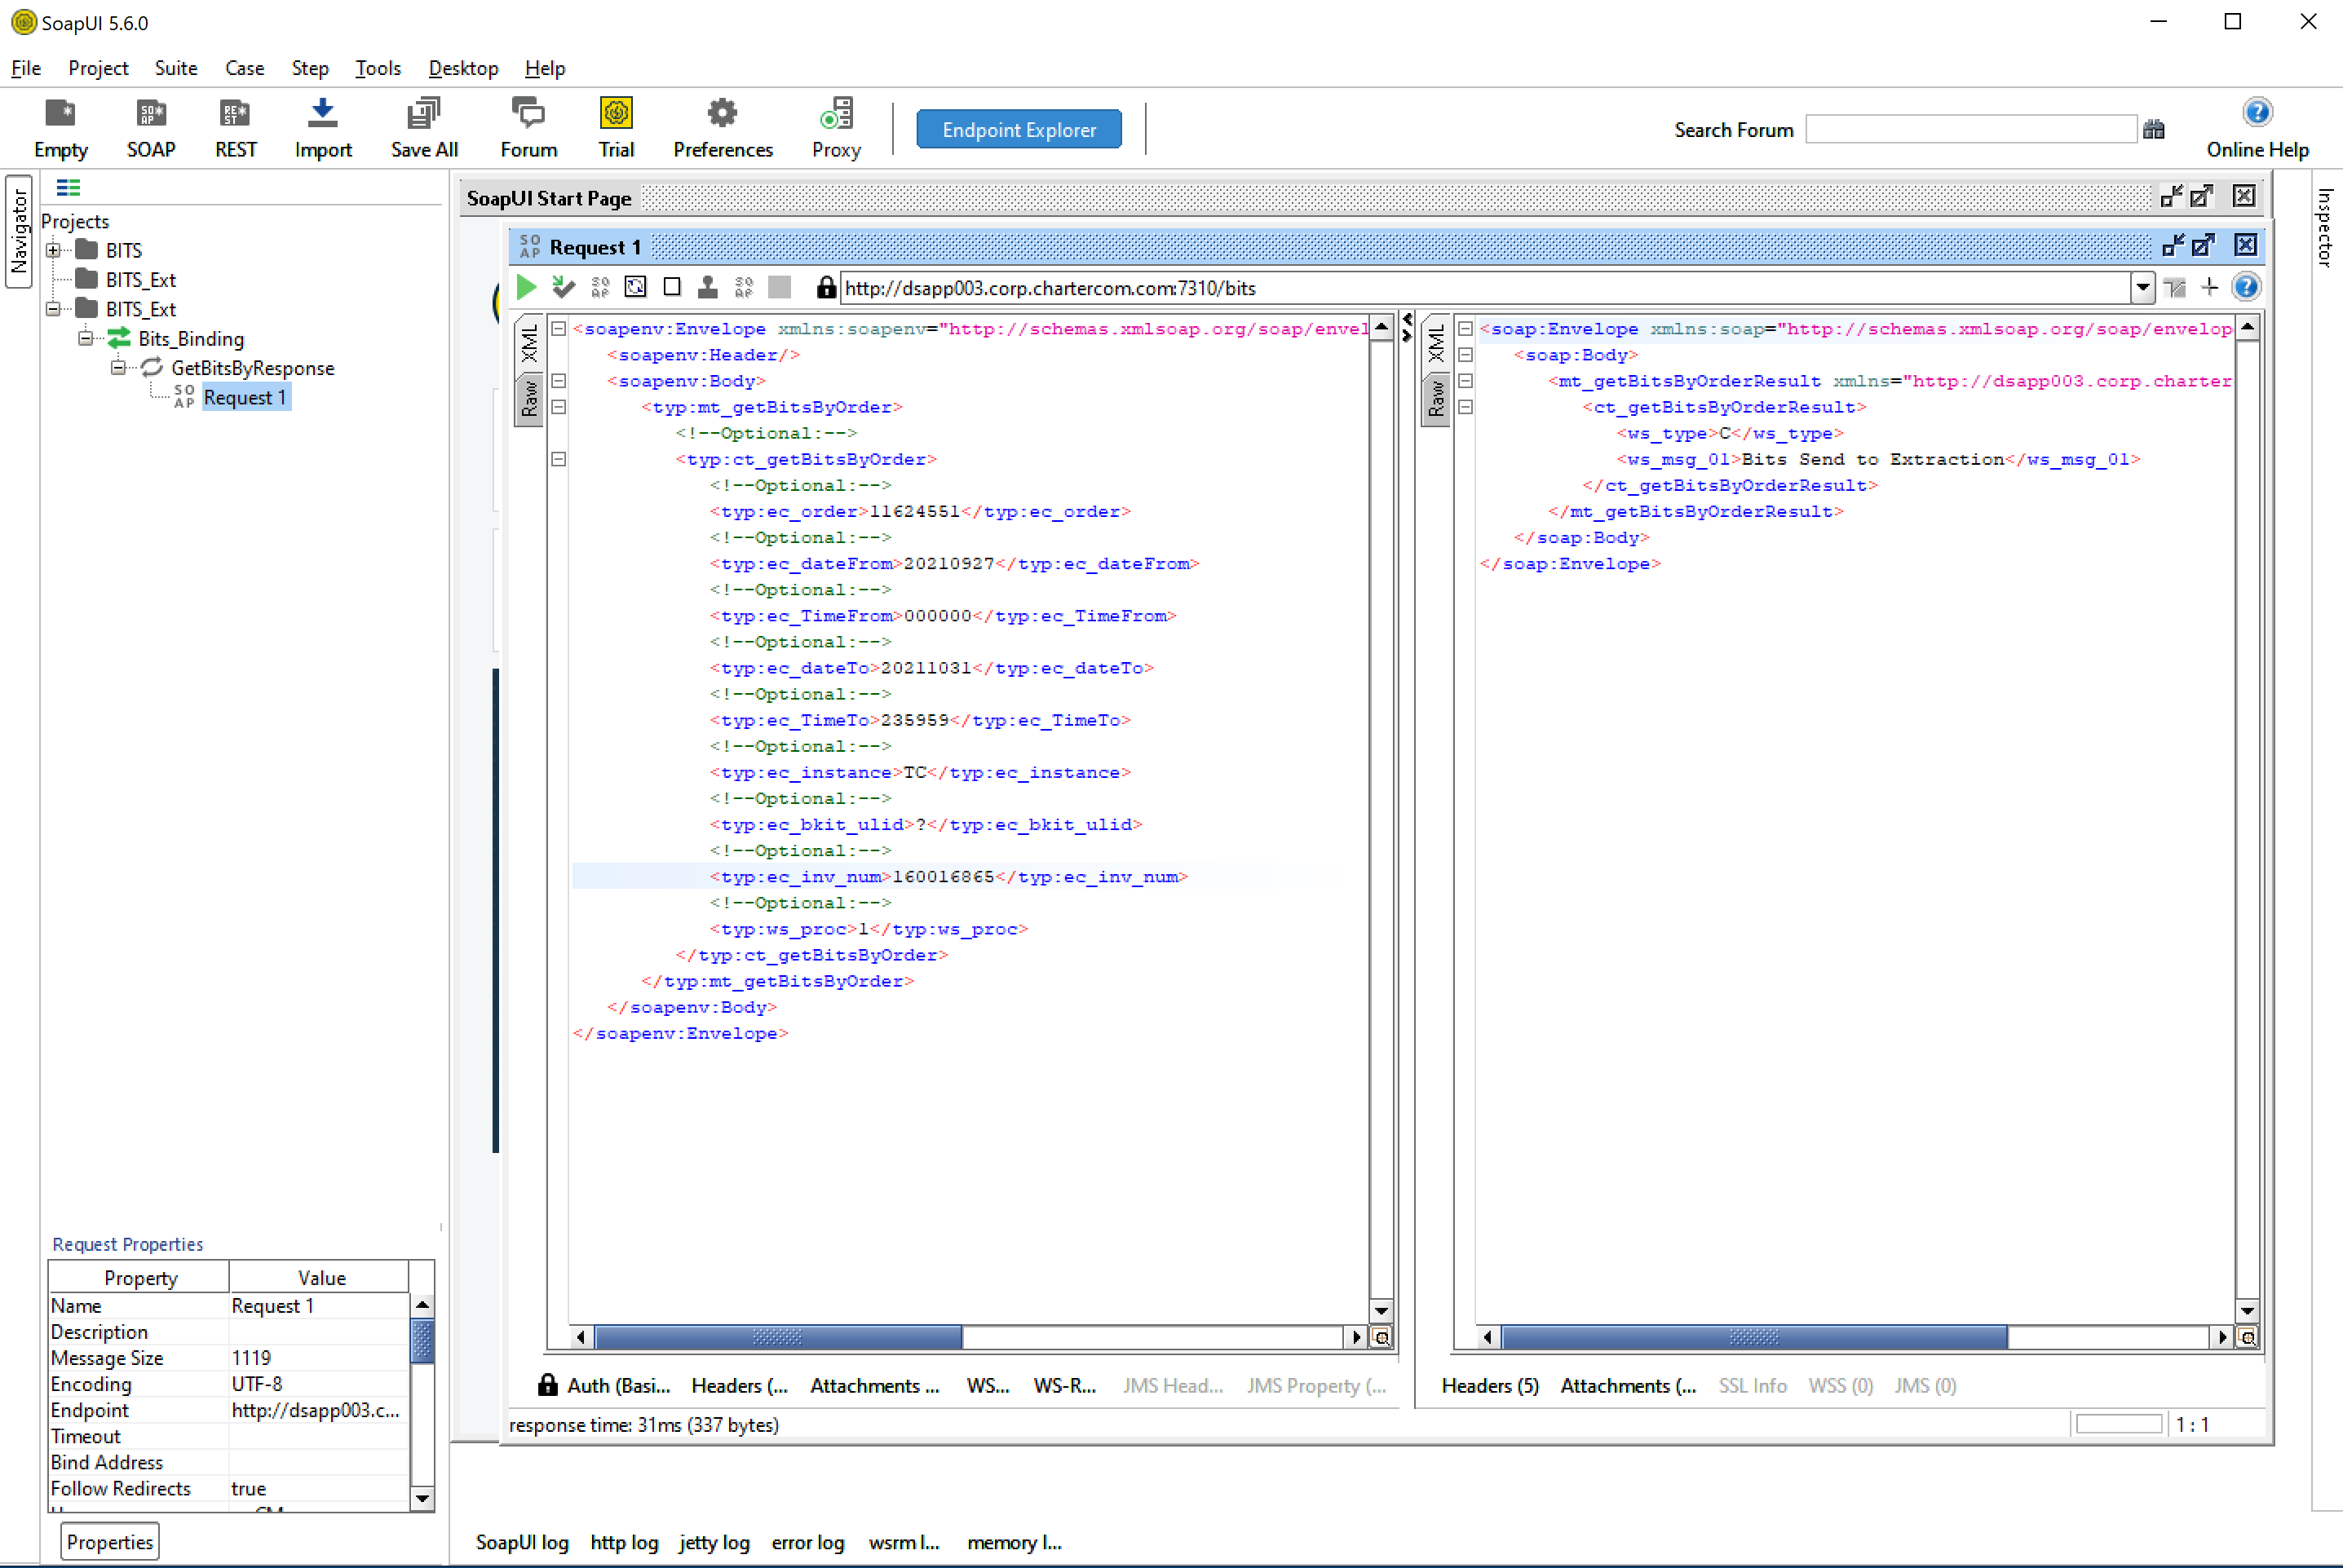 SoapUI 5.6.0
File Project Suite Case Step Tools Desktop Help
Empty SOAP REST Import Save All Forum Trial Preferences Proxy
Endpoint Explorer
Search Forum
Online Help
Navigator
Inspector
Projects
BITS
BITS_Ext
BITS_Ext
Bits_Binding
GetBitsByResponse
SO AP Request 1
SoapUI Start Page
SO AP Request 1
http://dsapp003.corp.chartercom.com:7310/bits
XML
Raw
<soapenv:Envelope xmlns:soapenv="http://schemas.xmlsoap.org/soap/envel
<soapenv:Header/>
<soapenv:Body>
<typ:mt_getBitsByOrder>
<!--Optional:-->
<typ:ct_getBitsByOrder>
<!--Optional:-->
<typ:ec_order>11624551</typ:ec_order>
<!--Optional:-->
<typ:ec_dateFrom>20210927</typ:ec_dateFrom>
<!--Optional:-->
<typ:ec_TimeFrom>000000</typ:ec_TimeFrom>
<!--Optional:-->
<typ:ec_dateTo>20211031</typ:ec_dateTo>
<!--Optional:-->
<typ:ec_TimeTo>235959</typ:ec_TimeTo>
<!--Optional:-->
<typ:ec_instance>TC</typ:ec_instance>
<!--Optional:-->
<typ:ec_bkit_ulid>?</typ:ec_bkit_ulid>
<!--Optional:-->
<typ:ec_inv_num>160016865</typ:ec_inv_num>
<!--Optional:-->
<typ:ws_proc>1</typ:ws_proc>
</typ:ct_getBitsByOrder>
</typ:mt_getBitsByOrder>
</soapenv:Body>
</soapenv:Envelope>
XML
Raw
<soap:Envelope xmlns:soap="http://schemas.xmlsoap.org/soap/envelop
<soap:Body>
<mt_getBitsByOrderResult xmlns="http://dsapp003.corp.charter
<ct_getBitsByOrderResult>
<ws_type>C</ws_type>
<ws_msg_01>Bits Send to Extraction</ws_msg_01>
</ct_getBitsByOrderResult>
</mt_getBitsByOrderResult>
</soap:Body>
</soap:Envelope>
Auth (Basi... Headers (... Attachments ... WS... WS-R... JMS Head... JMS Property (...
Headers (5) Attachments (... SSL Info WSS (0) JMS (0)
response time: 31ms (337 bytes)
1 : 1
Request Properties
Property Value
Name Request 1
Description
Message Size 1119
Encoding UTF-8
Endpoint http://dsapp003.c...
Timeout
Bind Address
Follow Redirects true
Properties
SoapUI log http log jetty log error log wsrm l... memory l...